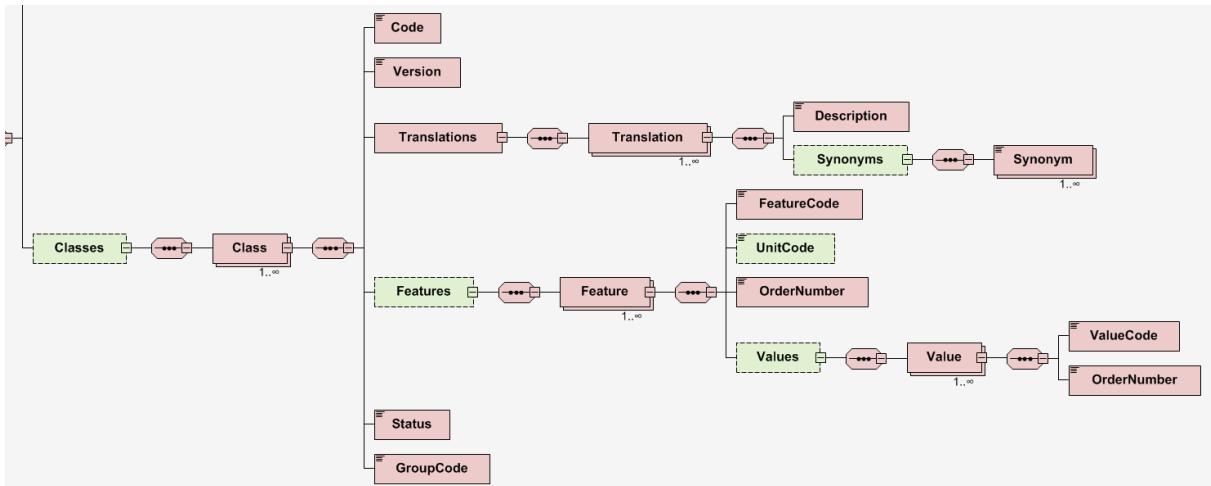 Code
Version
Translations
Translation
1..∞
Description
Synonyms
Synonym
1..∞
Classes
Class
1..∞
Features
Feature
1..∞
FeatureCode
UnitCode
OrderNumber
Values
Value
1..∞
ValueCode
OrderNumber
Status
GroupCode